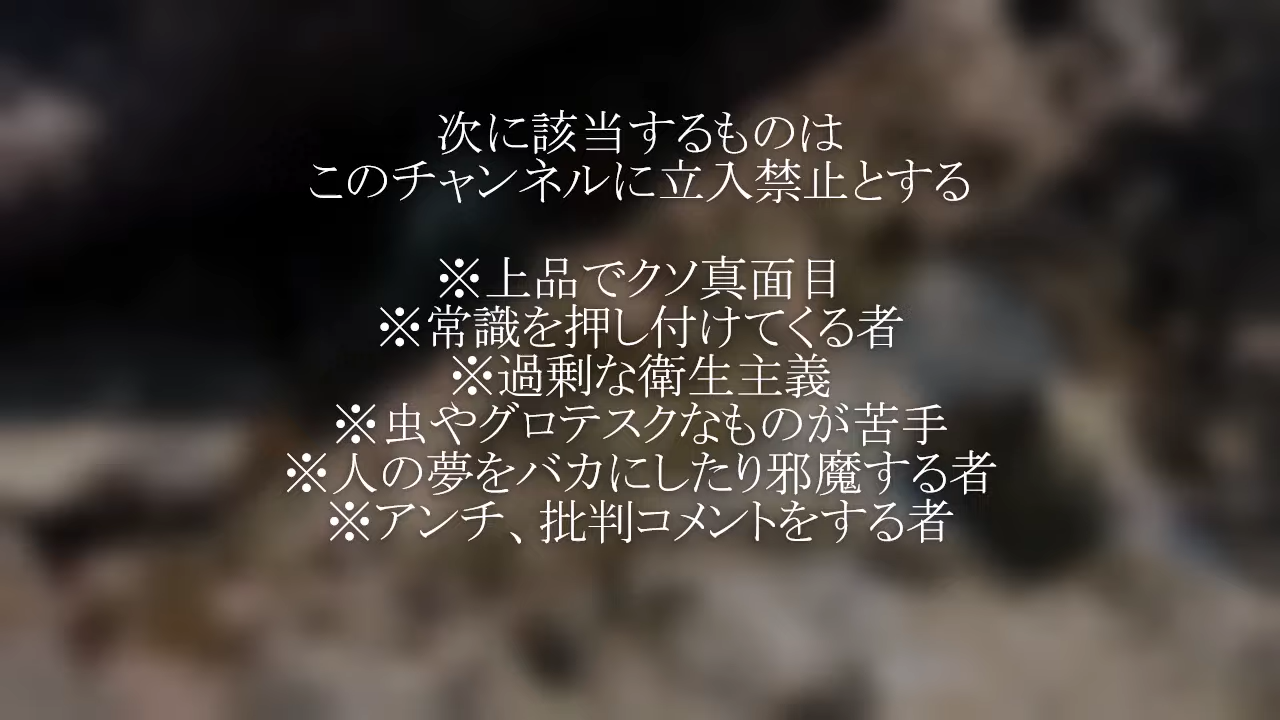 次に該当するものは
このチャンネルに立入禁止とする
※上品でクソ真面目
※常識を押し付けてくる者
※過剰な衛生主義
※虫やグロテスクなものが苦手
※人の夢をバカにしたり邪魔する者
※アンチ、批判コメントをする者